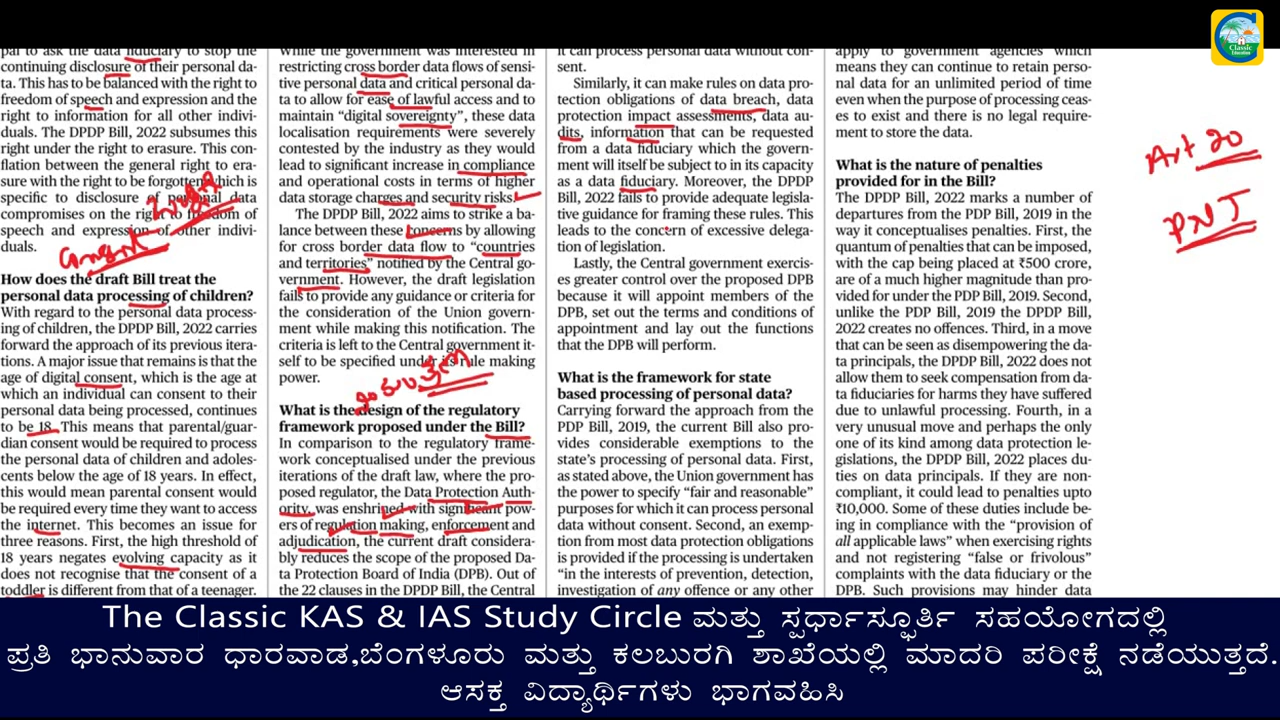 pal to ask the data fiduciary to stop the
continuing disclosure of their personal da-
ta. This has to be balanced with the right to
freedom of speech and expression and the
right to information for all other indivi-
duals. The DPDP Bill, 2022 subsumes this
right under the right to erasure. This con-
flation between the general right to era-
sure with the right to be forgotten which is
specific to disclosure of personal data
compromises on the right to freedom of
speech and expression of other indivi-
duals.
consent
How does the draft Bill treat the
personal data processing of children?
With regard to the personal data process-
ing of children, the DPDP Bill, 2022 carries
forward the approach of its previous itera-
tions. A major issue that remains is that the
age of digital consent, which is the age at
which an individual can consent to their
personal data being processed, continues
to be 18. This means that parental/guar-
dian consent would be required to process
the personal data of children and adoles-
cents below the age of 18 years. In effect,
this would mean parental consent would
be required every time they want to access
the internet. This becomes an issue for
three reasons. First, the high threshold of
18 years negates evolving capacity as it
does not recognise that the consent of a
toddler is different from that of a teenager.
While the government was interested in
restricting cross border data flows of sensi-
tive personal data and critical personal da-
ta to allow for ease of lawful access and to
maintain “digital sovereignty”, these data
localisation requirements were severely
contested by the industry as they would
lead to significant increase in compliance
and operational costs in terms of higher
data storage charges and security risks.
The DPDP Bill, 2022 aims to strike a ba-
lance between these concerns by allowing
for cross border data flow to “countries
and territories” notified by the Central go-
vernment. However, the draft legislation
fails to provide any guidance or criteria for
the consideration of the Union govern-
ment while making this notification. The
criteria is left to the Central government it-
self to be specified under its rule making
power.
What is the design of the regulatory
framework proposed under the Bill?
In comparison to the regulatory frame-
work conceptualised under the previous
iterations of the draft law, where the pro-
posed regulator, the Data Protection Auth-
ority, was enshrined with significant pow-
ers of regulation making, enforcement and
adjudication, the current draft considera-
bly reduces the scope of the proposed Da-
ta Protection Board of India (DPB). Out of
the 22 clauses in the DPDP Bill, the Central
it can process personal data without con-
sent.
Similarly, it can make rules on data pro-
tection obligations of data breach, data
protection impact assessments, data au-
dits, information that can be requested
from a data fiduciary which the govern-
ment will itself be subject to in its capacity
as a data fiduciary. Moreover, the DPDP
Bill, 2022 fails to provide adequate legisla-
tive guidance for framing these rules. This
leads to the concern of excessive delega-
tion of legislation.
Lastly, the Central government exercis-
es greater control over the proposed DPB
because it will appoint members of the
DPB, set out the terms and conditions of
appointment and lay out the functions
that the DPB will perform.
What is the framework for state
based processing of personal data?
Carrying forward the approach from the
PDP Bill, 2019, the current Bill also pro-
vides considerable exemptions to the
state’s processing of personal data. First,
as stated above, the Union government has
the power to specify “fair and reasonable”
purposes for which it can process personal
data without consent. Second, an exemp-
tion from most data protection obligations
is provided if the processing is undertaken
“in the interests of prevention, detection,
investigation of any offence or any other
apply to government agencies which
means they can continue to retain perso-
nal data for an unlimited period of time
even when the purpose of processing ceas-
es to exist and there is no legal require-
ment to store the data.
What is the nature of penalties
provided for in the Bill?
The DPDP Bill, 2022 marks a number of
departures from the PDP Bill, 2019 in the
way it conceptualises penalties. First, the
quantum of penalties that can be imposed,
with the cap being placed at ₹500 crore,
are of a much higher magnitude than pro-
vided for under the PDP Bill, 2019. Second,
unlike the PDP Bill, 2019 the DPDP Bill,
2022 creates no offences. Third, in a move
that can be seen as disempowering the da-
ta principals, the DPDP Bill, 2022 does not
allow them to seek compensation from da-
ta fiduciaries for harms they have suffered
due to unlawful processing. Fourth, in a
very unusual move and perhaps the only
one of its kind among data protection le-
gislations, the DPDP Bill, 2022 places du-
ties on data principals. If they are non-
compliant, it could lead to penalties upto
₹10,000. Some of these duties include be-
ing in compliance with the “provision of
all applicable laws” when exercising rights
and not registering “false or frivolous”
complaints with the data fiduciary or the
DPB. Such provisions may hinder data
Art 20
PNJ
Classic
Education
The Classic KAS & IAS Study Circle ಮತ್ತು ಸ್ಪರ್ಧಾಸ್ಫೂರ್ತಿ ಸಹಯೋಗದಲ್ಲಿ
ಪ್ರತಿ ಭಾನುವಾರ ಧಾರವಾಡ,ಬೆಂಗಳೂರು ಮತ್ತು ಕಲಬುರಗಿ ಶಾಖೆಯಲ್ಲಿ ಮಾದರಿ ಪರೀಕ್ಷೆ ನಡೆಯುತ್ತದೆ.
ಆಸಕ್ತ ವಿದ್ಯಾರ್ಥಿಗಳು ಭಾಗವಹಿಸಿ